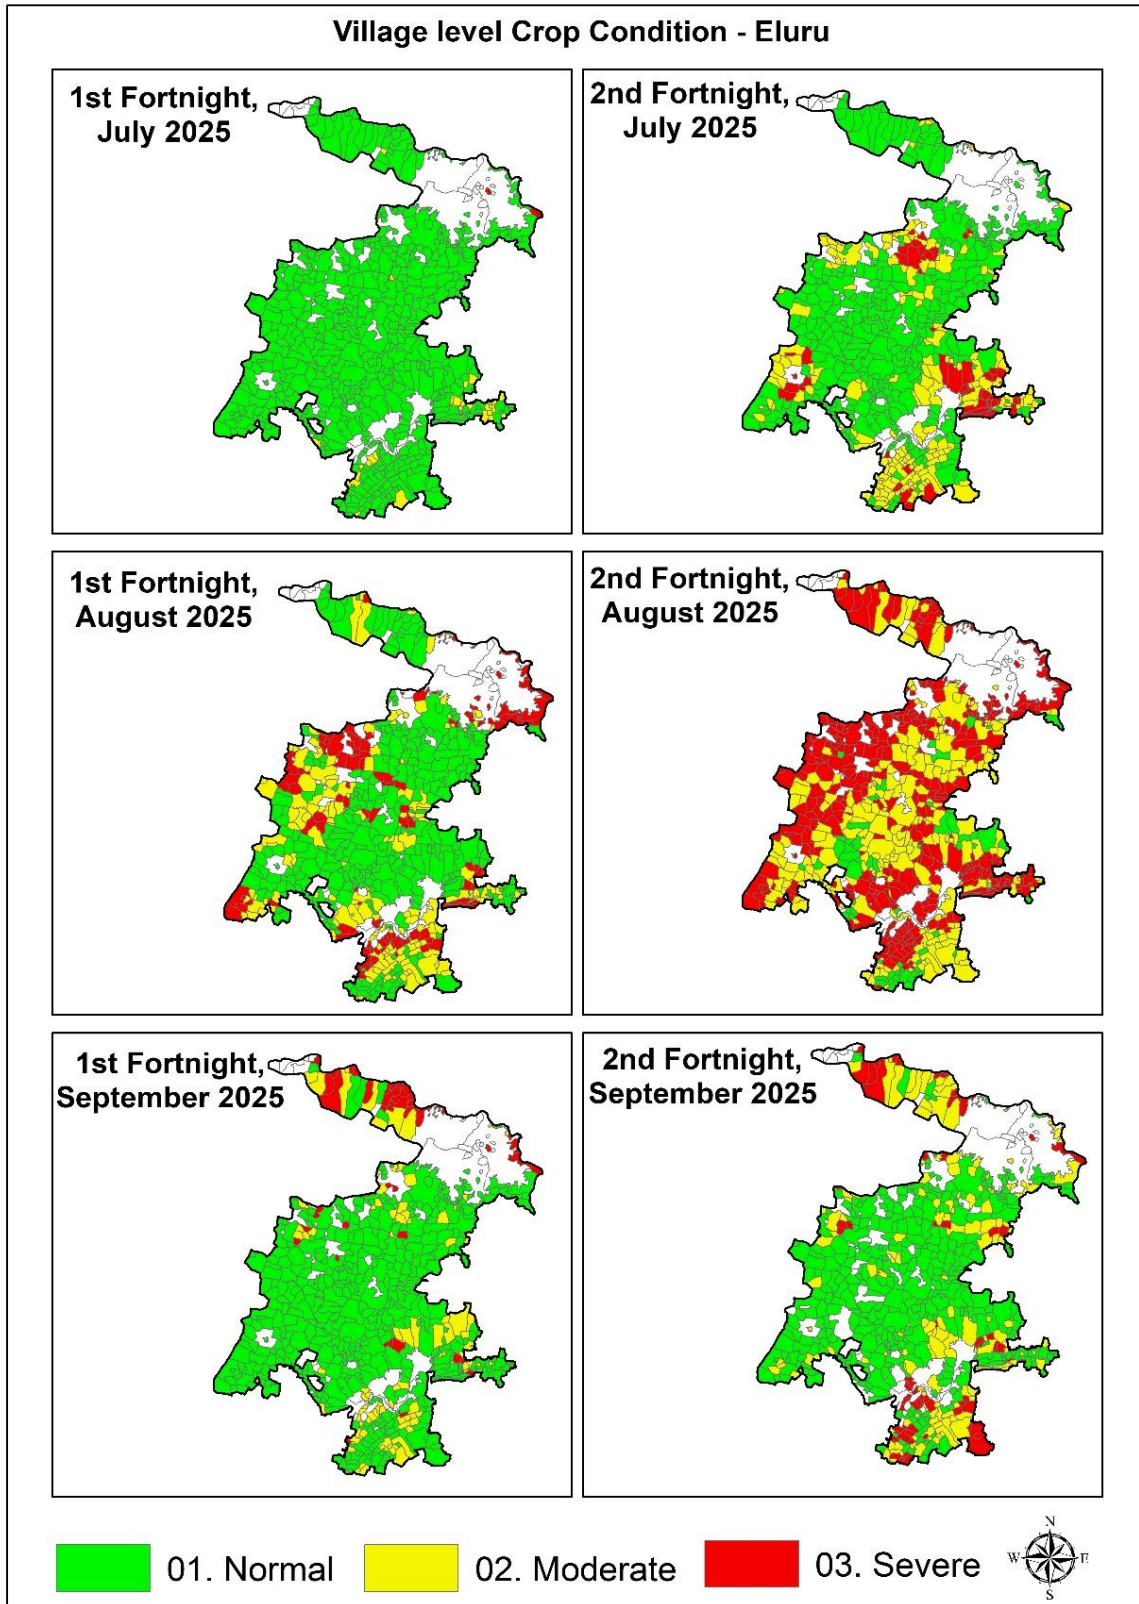 Village level Crop Condition - Eluru
1st Fortnight,
July 2025
2nd Fortnight,
July 2025
1st Fortnight,
August 2025
2nd Fortnight,
August 2025
1st Fortnight,
September 2025
2nd Fortnight,
September 2025
01. Normal
02. Moderate
03. Severe
N
W
E
S